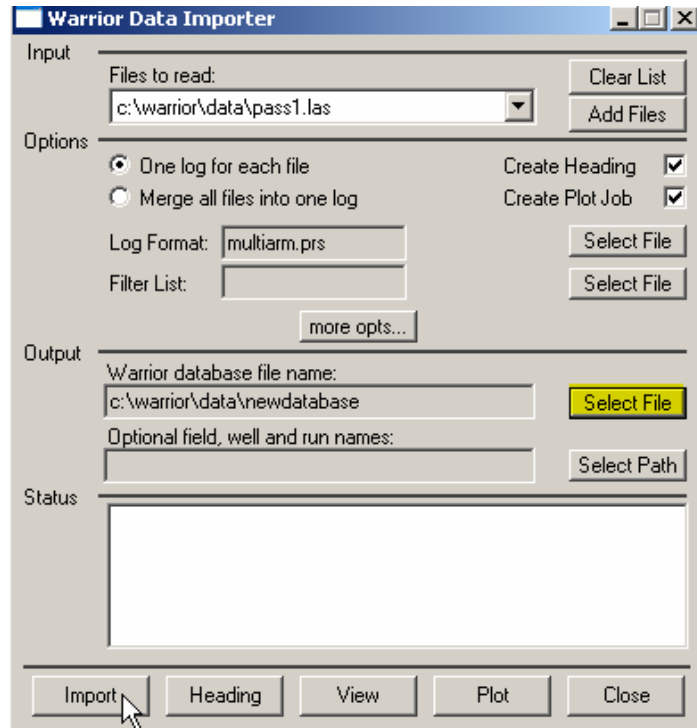 Warrior Data Importer
Input
Files to read:
Clear List
c:\warrior\data\pass1.las
Add Files
Options
One log for each file
Create Heading
Merge all files into one log
Create Plot Job
Log Format:
multiarm.prs
Select File
Filter List:
Select File
more opts...
Output
Warrior database file name:
c:\warrior\data\newdatabase
Select File
Optional field, well and run names:
Select Path
Status
Import
Heading
View
Plot
Close